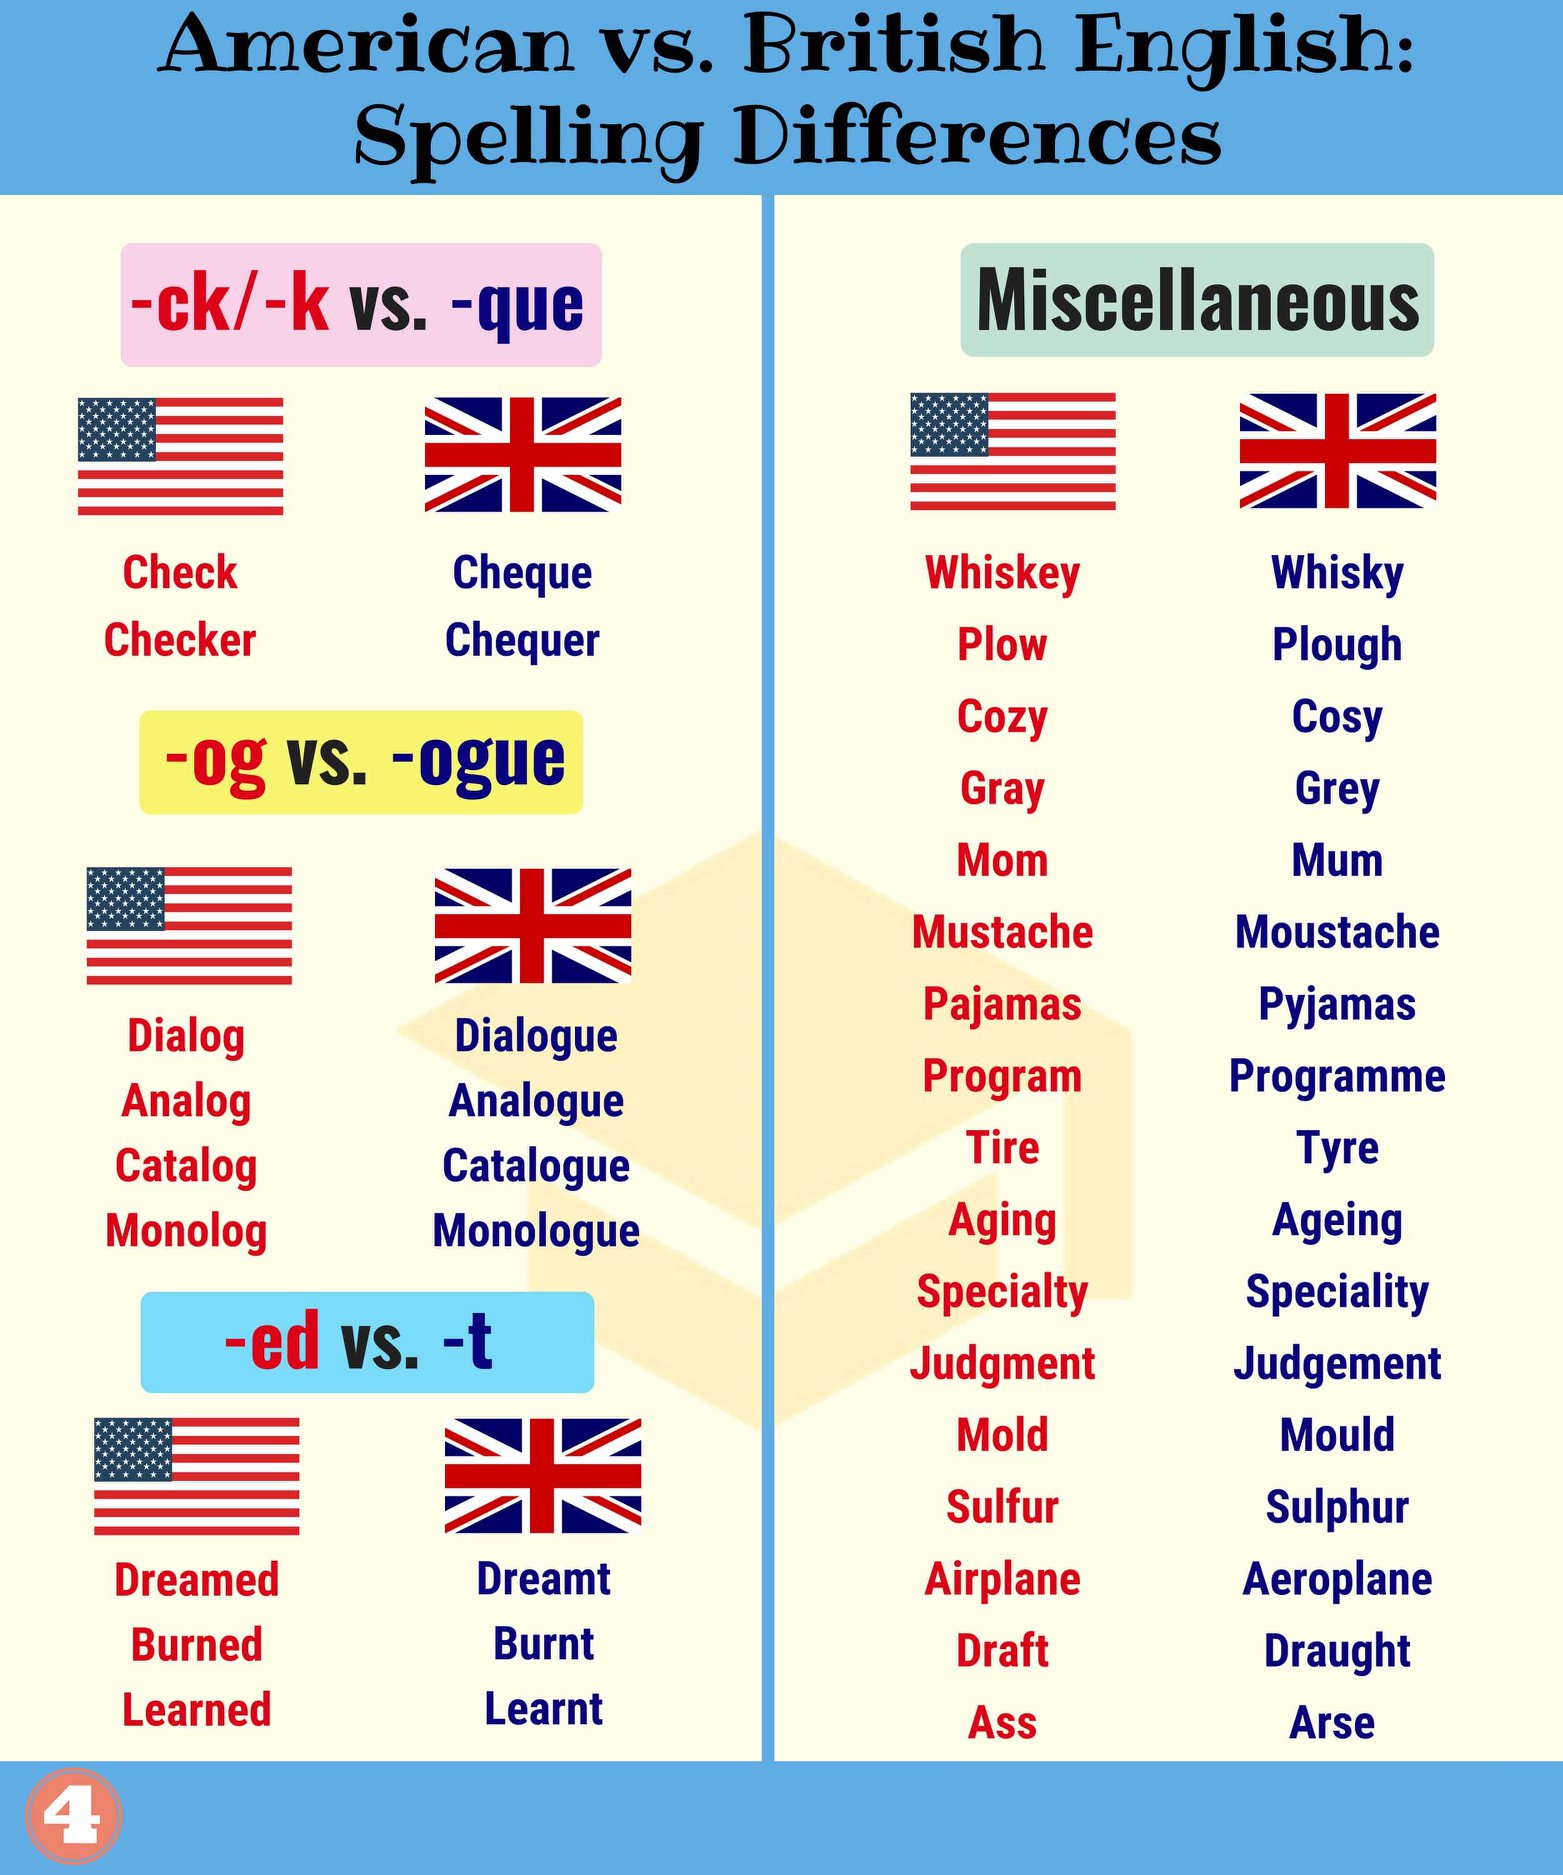 American vs. British English:
Spelling Differences
-ck/-k vs. -que
Check Cheque
Checker Chequer
-og vs. -ogue
Dialog Dialogue
Analog Analogue
Catalog Catalogue
Monolog Monologue
-ed vs. -t
Dreamed Dreamt
Burned Burnt
Learned Learnt
Miscellaneous
Whiskey Whisky
Plow Plough
Cozy Cosy
Gray Grey
Mom Mum
Mustache Moustache
Pajamas Pyjamas
Program Programme
Tire Tyre
Aging Ageing
Specialty Speciality
Judgment Judgement
Mold Mould
Sulfur Sulphur
Airplane Aeroplane
Draft Draught
Ass Arse
4